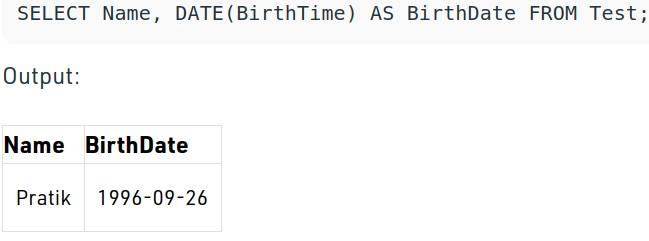 SELECT Name, DATE(BirthTime) AS BirthDate FROM Test;
Output:
Name BirthDate
Pratik 1996-09-26